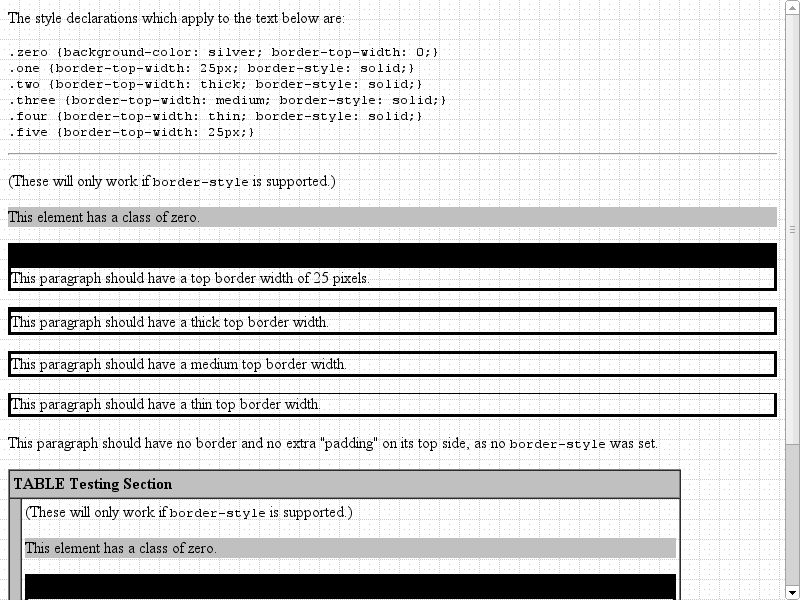 The style declarations which apply to the text below are:
.zero {background-color: silver; border-top-width: 0;}
.one {border-top-width: 25px; border-style: solid;}
.two {border-top-width: thick; border-style: solid;}
.three {border-top-width: medium; border-style: solid;}
.four {border-top-width: thin; border-style: solid;}
.five {border-top-width: 25px;}
(These will only work if border-style is supported.)
This element has a class of zero.
This paragraph should have a top border width of 25 pixels.
This paragraph should have a thick top border width.
This paragraph should have a medium top border width.
This paragraph should have a thin top border width.
This paragraph should have no border and no extra "padding" on its top side, as no border-style was set.
TABLE Testing Section
(These will only work if border-style is supported.)
This element has a class of zero.